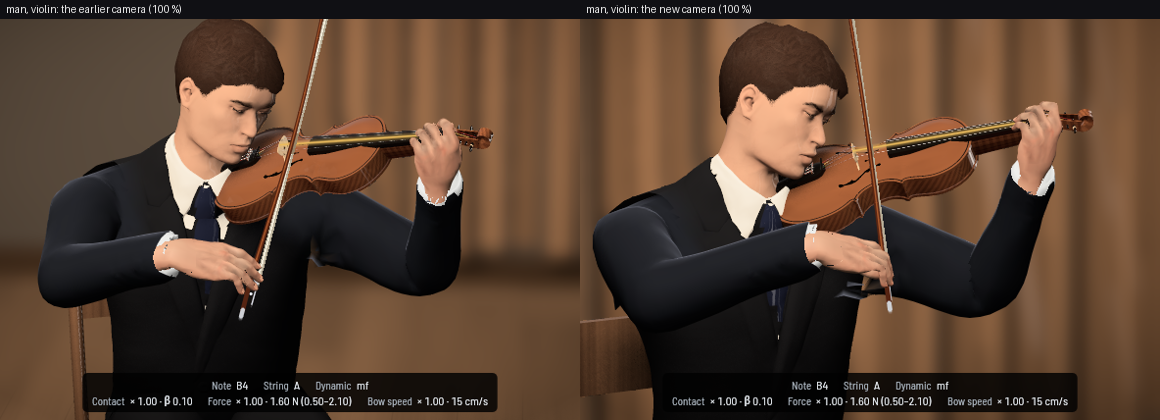 man, violin: the earlier camera (100 %)
man, violin: the new camera (100 %)
Note B4 String A Dynamic mf
Contact × 1.00 · β 0.10 Force × 1.00 · 1.60 N (0.50–2.10) Bow speed × 1.00 · 15 cm/s
Note B4 String A Dynamic mf
Contact × 1.00 · β 0.10 Force × 1.00 · 1.60 N (0.50–2.10) Bow speed × 1.00 · 15 cm/s